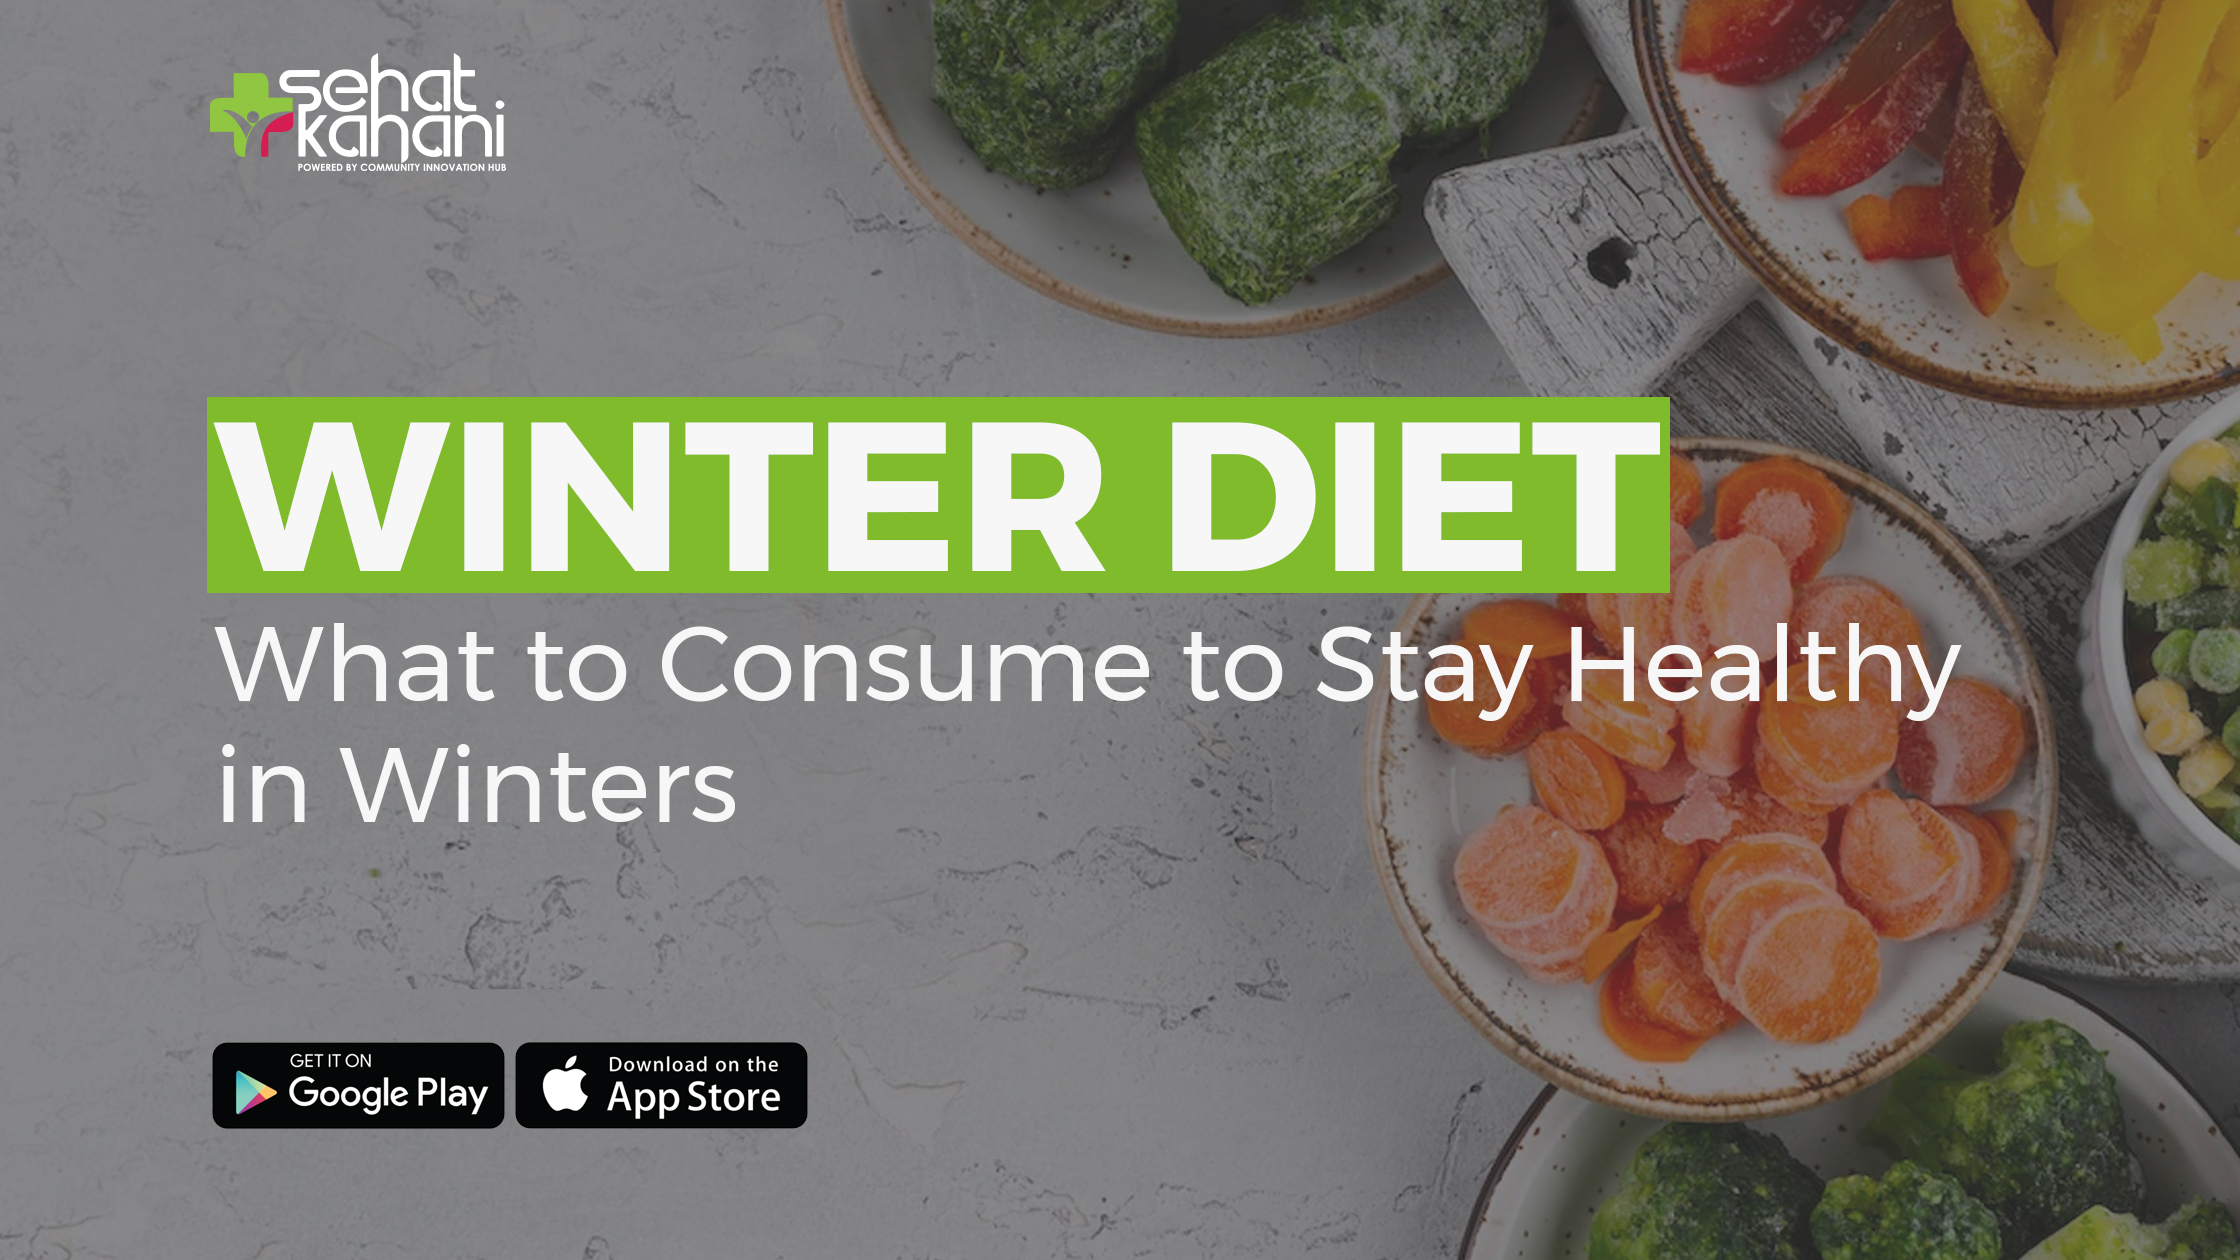 sehat
kahani
POWERED BY COMMUNITY INNOVATION HUB
WINTER DIET
What to Consume to Stay Healthy
in Winters
GET IT ON
Google Play
Download on the
App Store